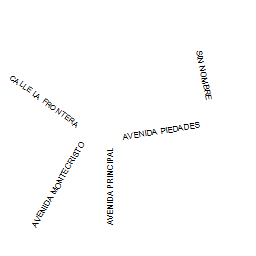 SIN NOMBRE
CALLE LA FRONTERA
AVENIDA PIEDADES
AVENIDA MONTECRISTO
AVENIDA PRINCIPAL